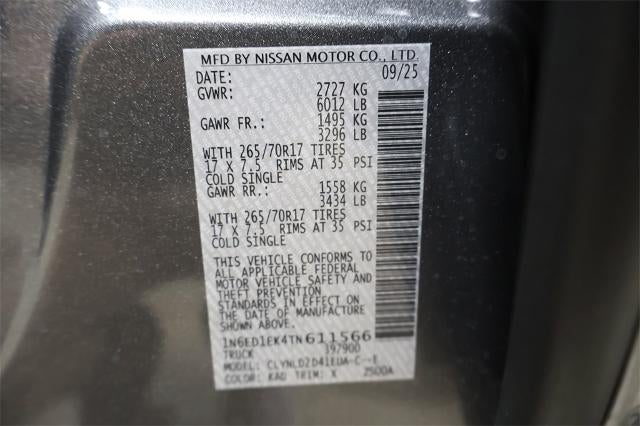 MFD BY NISSAN MOTOR CO., LTD.
DATE: 09/25
GVWR: 2727 KG
6012 LB
GAWR FR.: 1495 KG
3296 LB
WITH 265/70R17 TIRES
17 X 7.5 RIMS AT 35 PSI
COLD SINGLE
GAWR RR.: 1558 KG
3434 LB
WITH 265/70R17 TIRES
17 X 7.5 RIMS AT 35 PSI
COLD SINGLE
THIS VEHICLE CONFORMS TO
ALL APPLICABLE FEDERAL
MOTOR VEHICLE SAFETY AND
THEFT PREVENTION
STANDARDS IN EFFECT ON
THE DATE OF MANUFACTURE
SHOWN ABOVE.
1N6ED1EK4TN611566
TRUCK 397900
MODEL: CLYNLD2D41EUA-C--E
COLOR: KAD TRIM: X 2500A